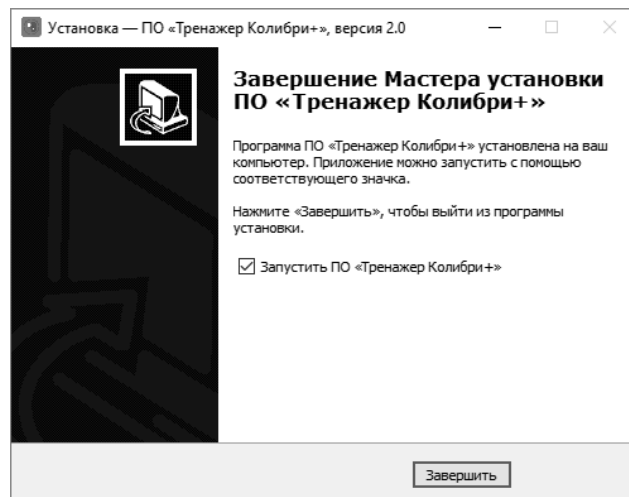 Установка — ПО «Тренажер Колибри+», версия 2.0
Завершение Мастера установки
ПО «Тренажер Колибри+»
Программа ПО «Тренажер Колибри+» установлена на ваш
компьютер. Приложение можно запустить с помощью
соответствующего значка.
Нажмите «Завершить», чтобы выйти из программы
установки.
Запустить ПО «Тренажер Колибри+»
Завершить